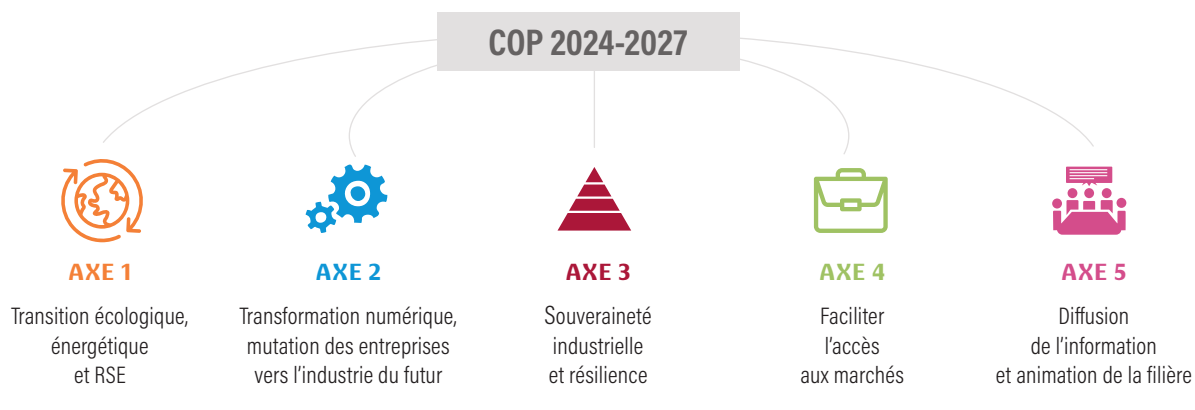 COP 2024-2027
AXE 1
Transition écologique,
énergétique
et RSE
AXE 2
Transformation numérique,
mutation des entreprises
vers l’industrie du futur
AXE 3
Souveraineté
industrielle
et résilience
AXE 4
Faciliter
l’accès
aux marchés
AXE 5
Diffusion
de l’information
et animation de la filière